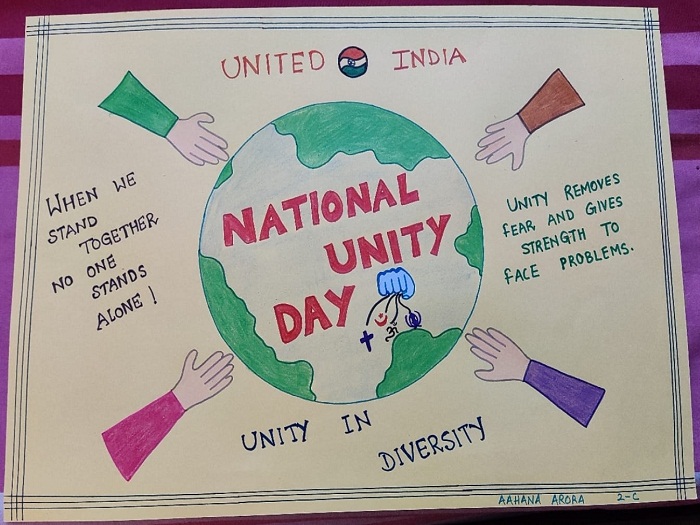 UNITED INDIA
WHEN WE
STAND
TOGETHER
NO ONE
STANDS
ALONE!
NATIONAL
UNITY
DAY
ॐ
UNITY REMOVES
FEAR AND GIVES
STRENGTH TO
FACE PROBLEMS.
UNITY IN
DIVERSITY
AAHANA ARORA 2-C